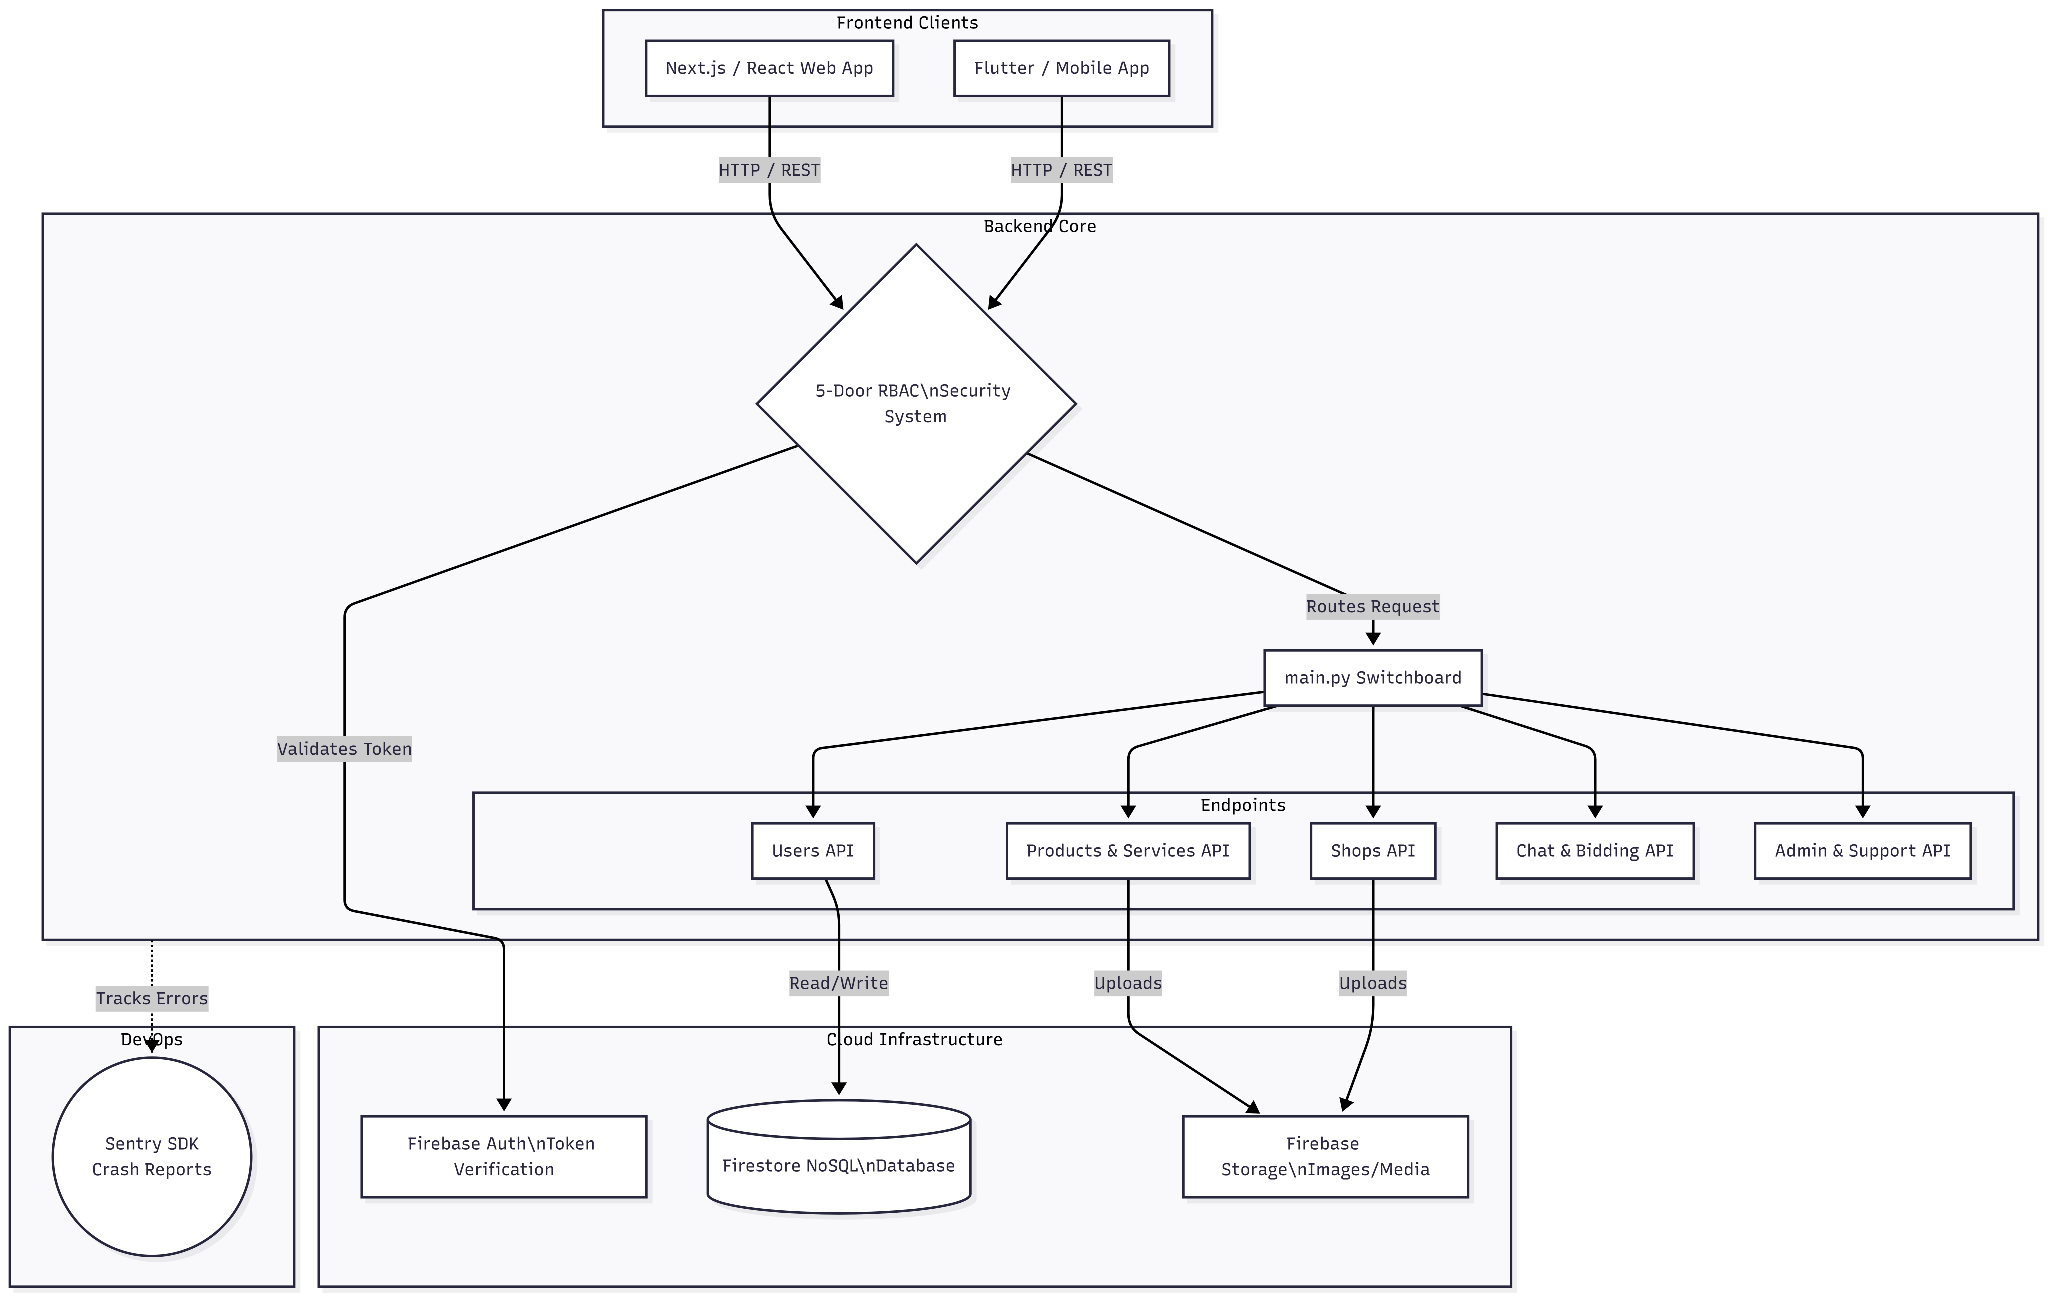 Frontend Clients
Next.js / React Web App
Flutter / Mobile App
HTTP / REST
HTTP / REST
Backend Core
5-Door RBAC\nSecurity
System
Routes Request
main.py Switchboard
Validates Token
Endpoints
Users API
Products & Services API
Shops API
Chat & Bidding API
Admin & Support API
Tracks Errors
Read/Write
Uploads
Uploads
DevOps
Sentry SDK
Crash Reports
Cloud Infrastructure
Firebase Auth\nToken
Verification
Firestore NoSQL\nDatabase
Firebase
Storage\nImages/Media